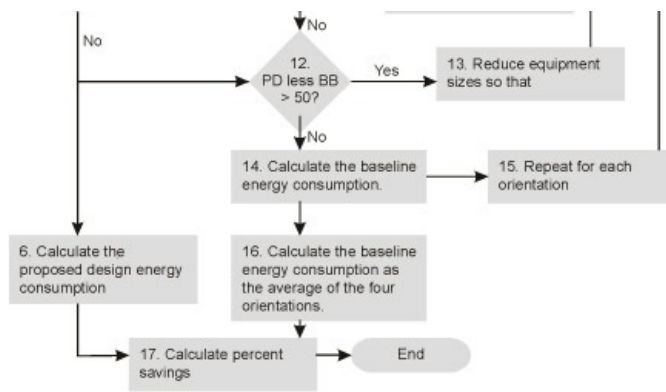 No
No
12.
PD less BB
> 50?
Yes
13. Reduce equipment
sizes so that
No
14. Calculate the baseline
energy consumption.
15. Repeat for each
orientation
6. Calculate the
proposed design energy
consumption
16. Calculate the baseline
energy consumption as
the average of the four
orientations.
17. Calculate percent
savings
End